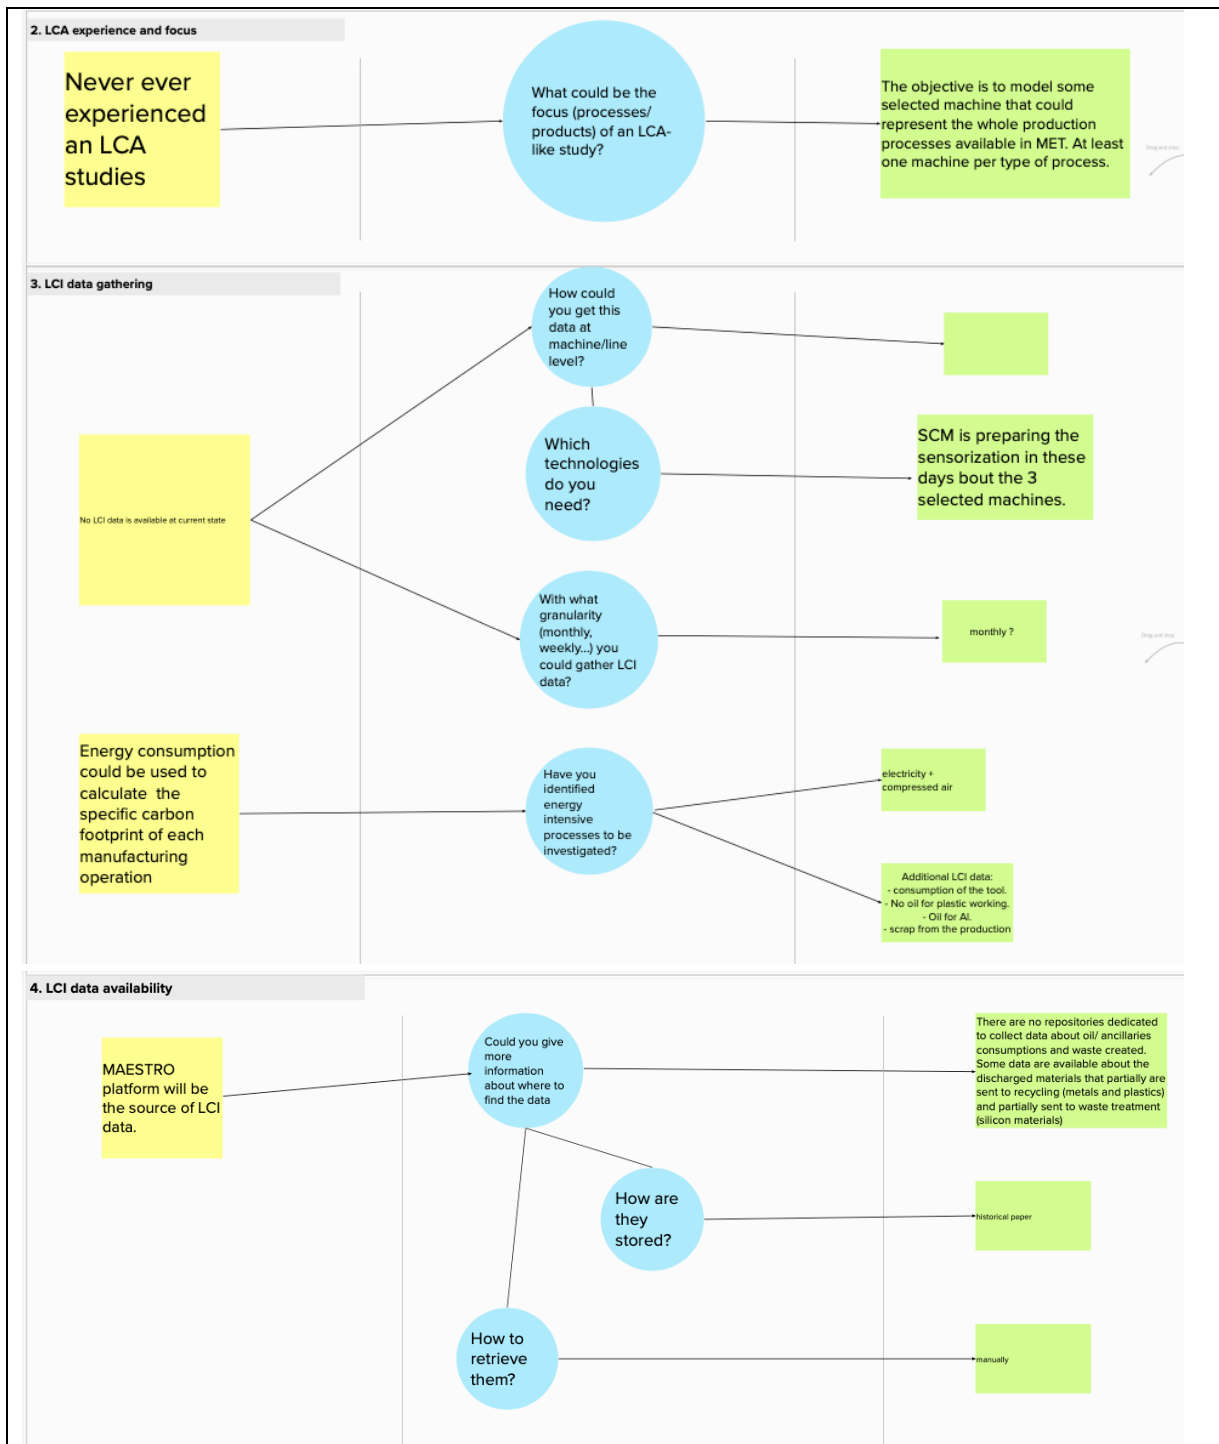 2. LCA experience and focus
Never ever
experienced
an LCA
studies
What could be the
focus (processes/
products) of an LCA-
like study?
The objective is to model some
selected machine that could
represent the whole production
processes available in MET. At least
one machine per type of process.
Drag and drop
3. LCI data gathering
How could
you get this
data at
machine/line
level?
Which
technologies
do you
need?
SCM is preparing the
sensorization in these
days bout the 3
selected machines.
No LCI data is available at current state
With what
granularity
(monthly,
weekly...) you
could gather LCI
data?
monthly ?
Drag and drop
Energy consumption
could be used to
calculate the
specific carbon
footprint of each
manufacturing
operation
Have you
identified
energy
intensive
processes to be
investigated?
electricity +
compressed air
Additional LCI data:
- consumption of the tool.
- No oil for plastic working.
- Oil for Al.
- scrap from the production
4. LCI data availability
MAESTRO
platform will be
the source of LCI
data.
Could you give
more
information
about where to
find the data
There are no repositories dedicated
to collect data about oil/ ancillaries
consumptions and waste created.
Some data are available about the
discharged materials that partially are
sent to recycling (metals and plastics)
and partially sent to waste treatment
(silicon materials)
How are
they
stored?
historical paper
How to
retrieve
them?
manually